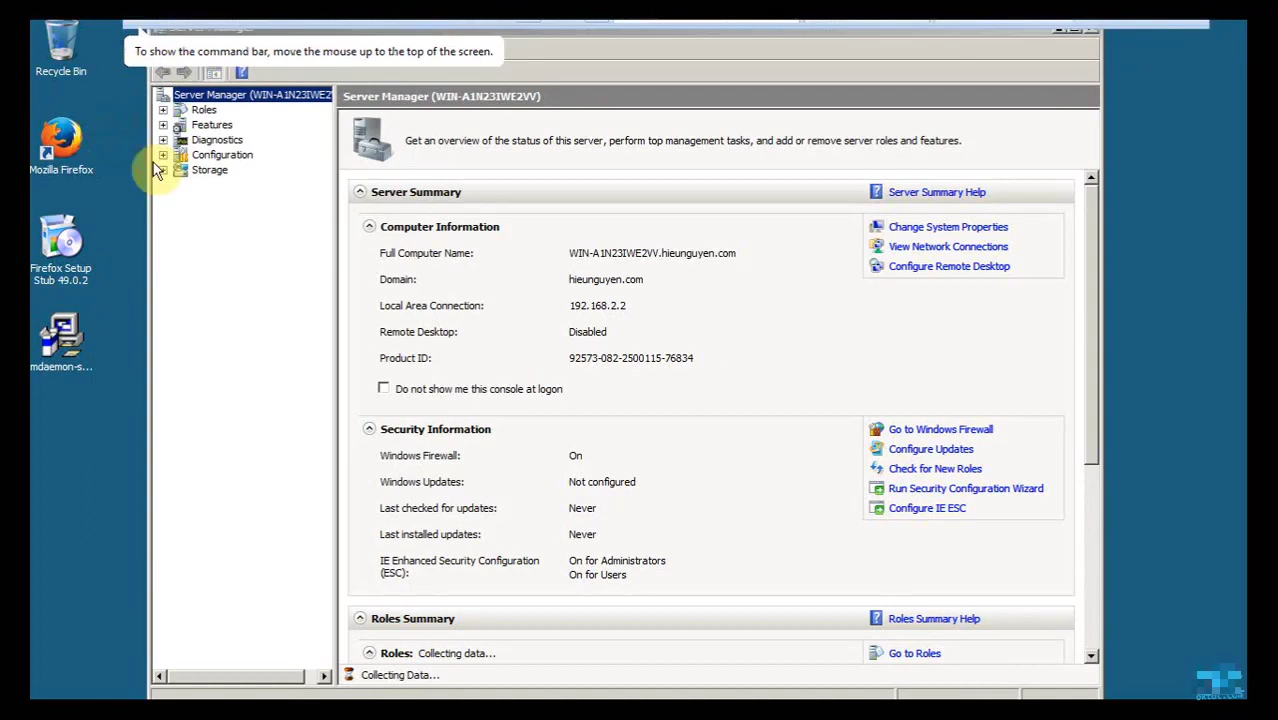 To show the command bar, move the mouse up to the top of the screen.
Recycle Bin
Mozilla Firefox
Firefox Setup
Stub 49.0.2
mdaemon-s...
Server Manager (WIN-A1N23IWE2
Roles
Features
Diagnostics
Configuration
Storage
Server Manager (WIN-A1N23IWE2VV)
Get an overview of the status of this server, perform top management tasks, and add or remove server roles and features.
Server Summary
Server Summary Help
Computer Information
Change System Properties
View Network Connections
Configure Remote Desktop
Full Computer Name: WIN-A1N23IWE2VV.hieunguyen.com
Domain: hieunguyen.com
Local Area Connection: 192.168.2.2
Remote Desktop: Disabled
Product ID: 92573-082-2500115-76834
Do not show me this console at logon
Security Information
Go to Windows Firewall
Configure Updates
Check for New Roles
Run Security Configuration Wizard
Configure IE ESC
Windows Firewall: On
Windows Updates: Not configured
Last checked for updates: Never
Last installed updates: Never
IE Enhanced Security Configuration On for Administrators
(ESC): On for Users
Roles Summary
Roles Summary Help
Roles: Collecting data...
Go to Roles
Collecting Data...